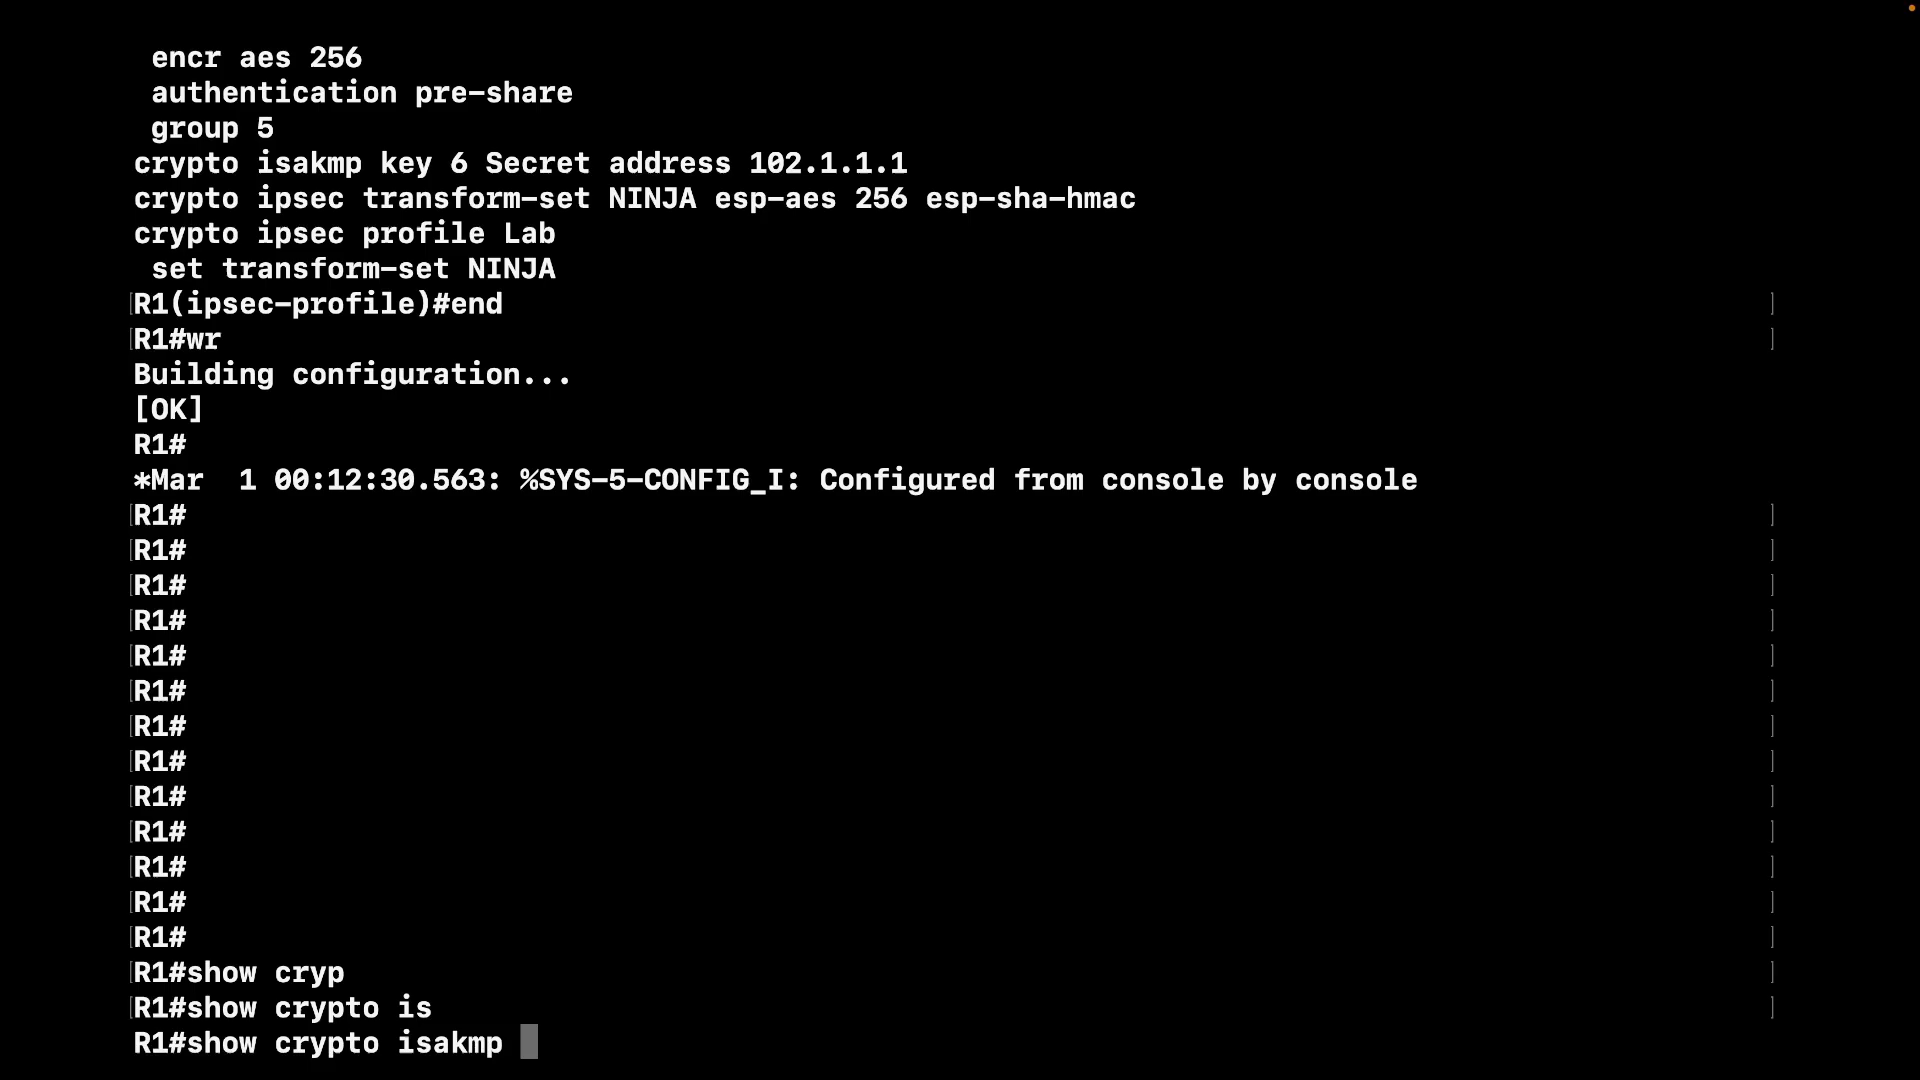 encr aes 256
authentication pre-share
group 5
crypto isakmp key 6 Secret address 102.1.1.1
crypto ipsec transform-set NINJA esp-aes 256 esp-sha-hmac
crypto ipsec profile Lab
set transform-set NINJA
[R1(ipsec-profile)#end ]
[R1#wr ]
Building configuration...
[OK]
R1#
*Mar  1 00:12:30.563: %SYS-5-CONFIG_I: Configured from console by console
[R1# ]
[R1# ]
[R1# ]
[R1# ]
[R1# ]
[R1# ]
[R1# ]
[R1# ]
[R1# ]
[R1# ]
[R1# ]
[R1# ]
[R1# ]
[R1#show cryp ]
[R1#show crypto is ]
R1#show crypto isakmp